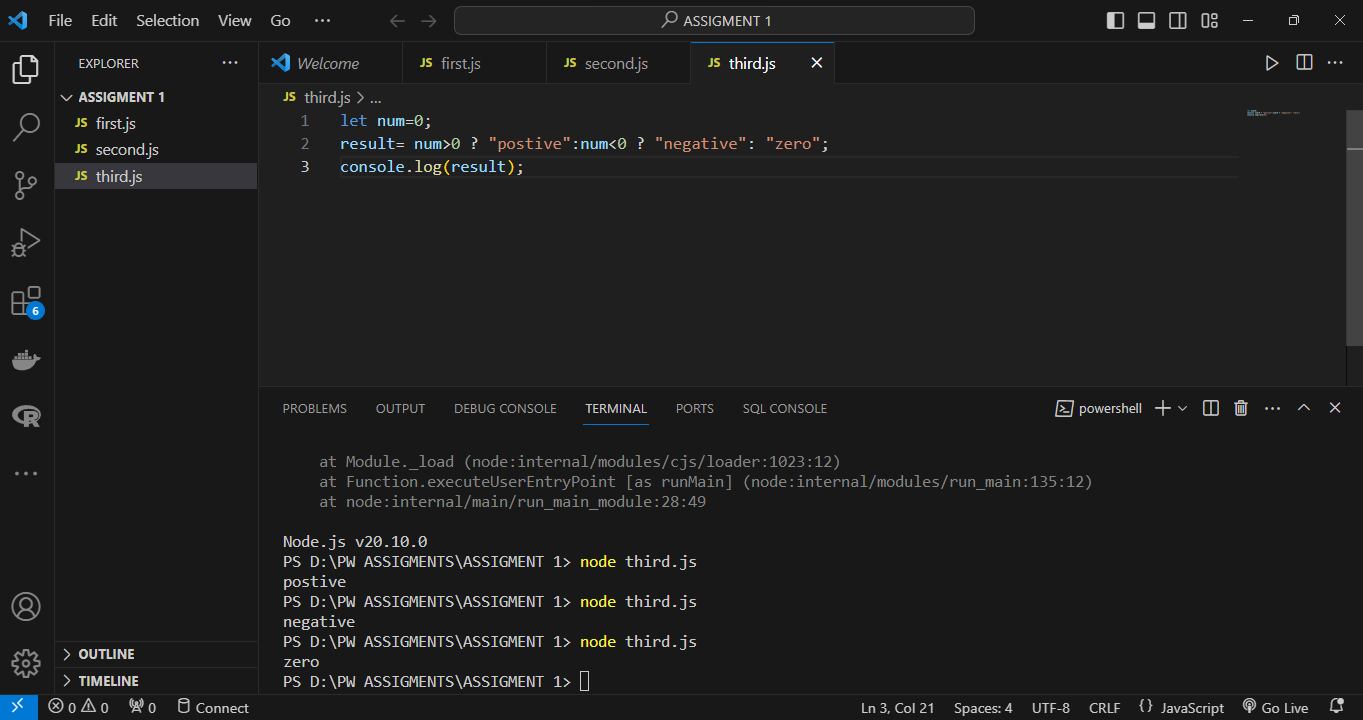 File Edit Selection View Go ··· ASSIGMENT 1
EXPLORER ···
ASSIGMENT 1
JS first.js
JS second.js
JS third.js
OUTLINE
TIMELINE
6
Welcome JS first.js JS second.js JS third.js
JS third.js > ...
1 let num=0;
2 result= num>0 ? "postive":num<0 ? "negative": "zero";
3 console.log(result);
PROBLEMS OUTPUT DEBUG CONSOLE TERMINAL PORTS SQL CONSOLE powershell
at Module._load (node:internal/modules/cjs/loader:1023:12)
at Function.executeUserEntryPoint [as runMain] (node:internal/modules/run_main:135:12)
at node:internal/main/run_main_module:28:49
Node.js v20.10.0
PS D:\PW ASSIGMENTS\ASSIGMENT 1> node third.js
postive
PS D:\PW ASSIGMENTS\ASSIGMENT 1> node third.js
negative
PS D:\PW ASSIGMENTS\ASSIGMENT 1> node third.js
zero
PS D:\PW ASSIGMENTS\ASSIGMENT 1>
0 0 0 Connect Ln 3, Col 21 Spaces: 4 UTF-8 CRLF {} JavaScript Go Live